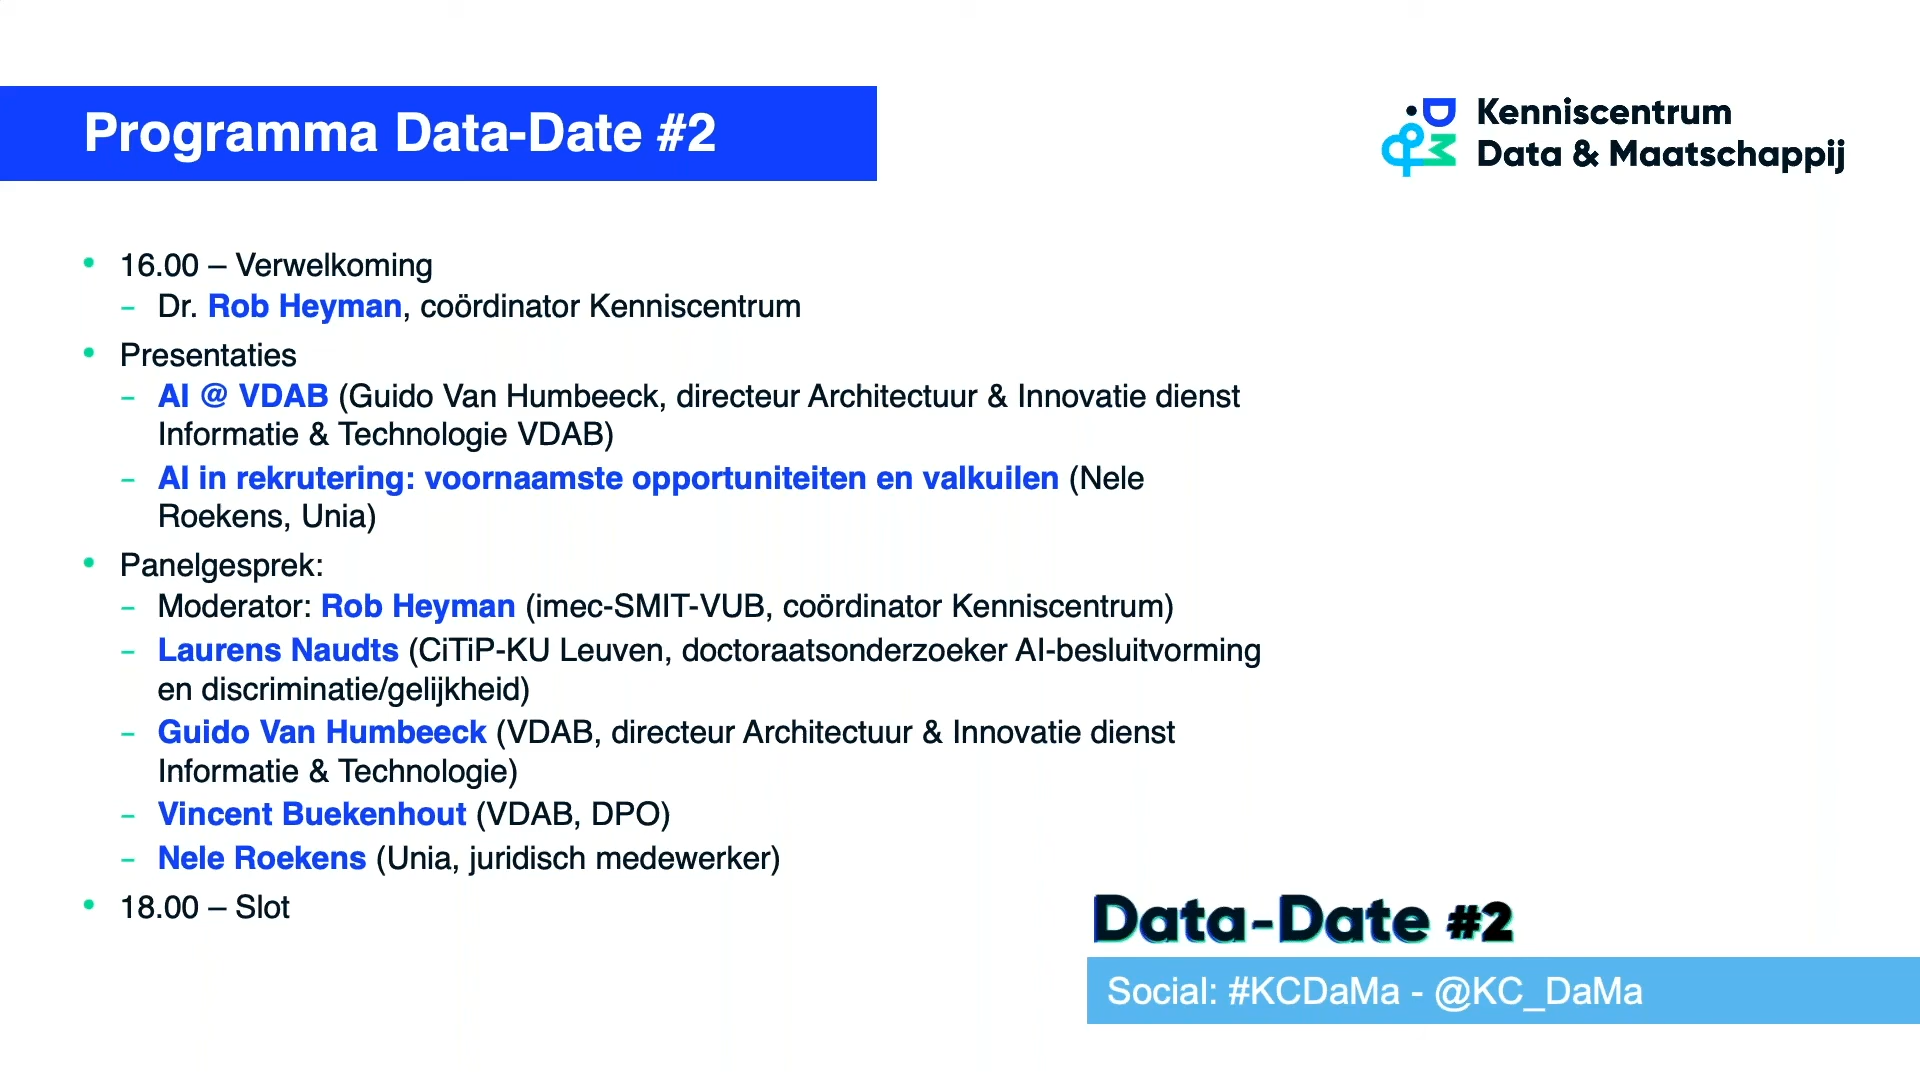 Programma Data-Date #2
Kenniscentrum
Data & Maatschappij
• 16.00 – Verwelkoming
– Dr. Rob Heyman, coördinator Kenniscentrum
• Presentaties
– AI @ VDAB (Guido Van Humbeeck, directeur Architectuur & Innovatie dienst
Informatie & Technologie VDAB)
– AI in rekrutering: voornaamste opportuniteiten en valkuilen (Nele
Roekens, Unia)
• Panelgesprek:
– Moderator: Rob Heyman (imec-SMIT-VUB, coördinator Kenniscentrum)
– Laurens Naudts (CiTiP-KU Leuven, doctoraatsonderzoeker AI-besluitvorming
en discriminatie/gelijkheid)
– Guido Van Humbeeck (VDAB, directeur Architectuur & Innovatie dienst
Informatie & Technologie)
– Vincent Buekenhout (VDAB, DPO)
– Nele Roekens (Unia, juridisch medewerker)
• 18.00 – Slot
Data-Date #2
Social: #KCDaMa - @KC_DaMa